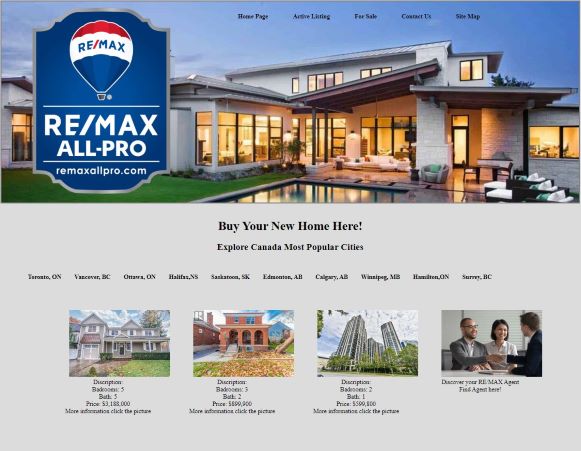 Home Page Active Listing For Sale Contact Us Site Map
RE/MAX
RE/MAX
ALL-PRO
remaxallpro.com
Buy Your New Home Here!
Explore Canada Most Popular Cities
Toronto, ON Vancover, BC Ottawa, ON Halifax,NS Saskatoon, SK Edmonton, AB Calgary, AB Winnipeg, MB Hamilton,ON Surrey, BC
Discription: Discription: Discription: Discover your RE/MAX Agent
Badrooms: 5 Badrooms: 3 Badrooms: 2 Find Agent here!
Bath: 5 Bath: 2 Bath: 1
Price: $3,188,000 Price: $899,900 Price: $599,800
More information click the picture More information click the picture More information click the picture